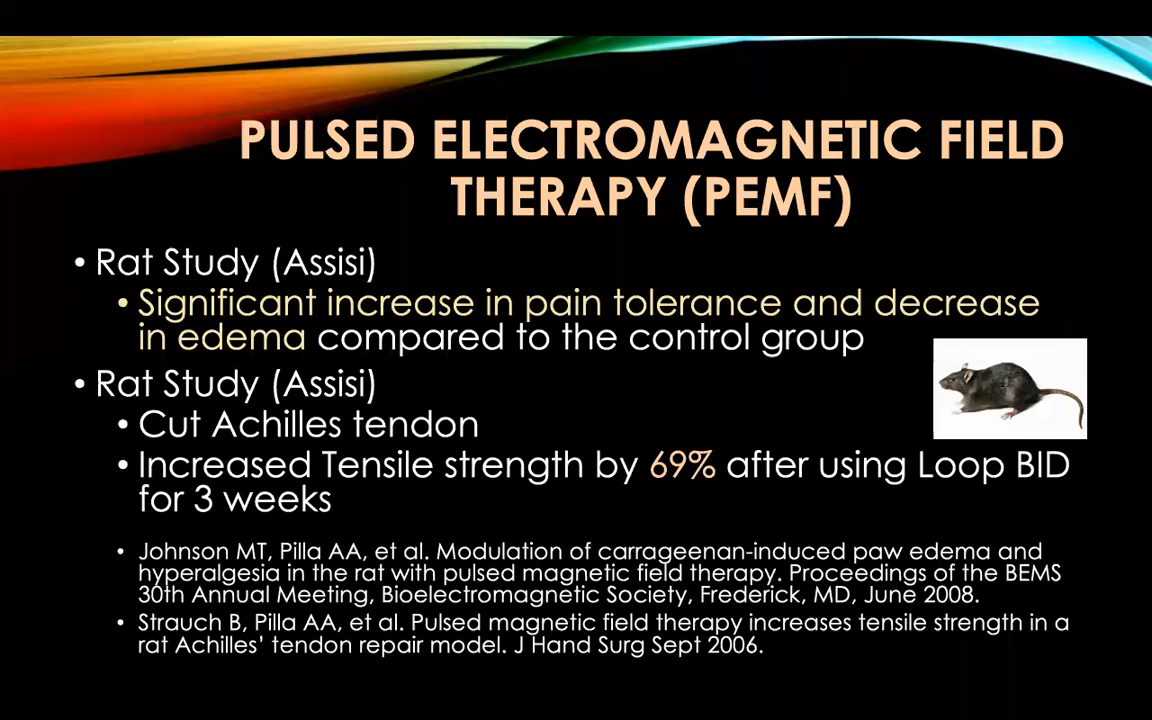 PULSED ELECTROMAGNETIC FIELD
THERAPY (PEMF)
• Rat Study (Assisi)
• Significant increase in pain tolerance and decrease
in edema compared to the control group
• Rat Study (Assisi)
• Cut Achilles tendon
• Increased Tensile strength by 69% after using Loop BID
for 3 weeks
• Johnson MT, Pilla AA, et al. Modulation of carrageenan-induced paw edema and
hyperalgesia in the rat with pulsed magnetic field therapy. Proceedings of the BEMS
30th Annual Meeting, Bioelectromagnetic Society, Frederick, MD, June 2008.
• Strauch B, Pilla AA, et al. Pulsed magnetic field therapy increases tensile strength in a
rat Achilles’ tendon repair model. J Hand Surg Sept 2006.